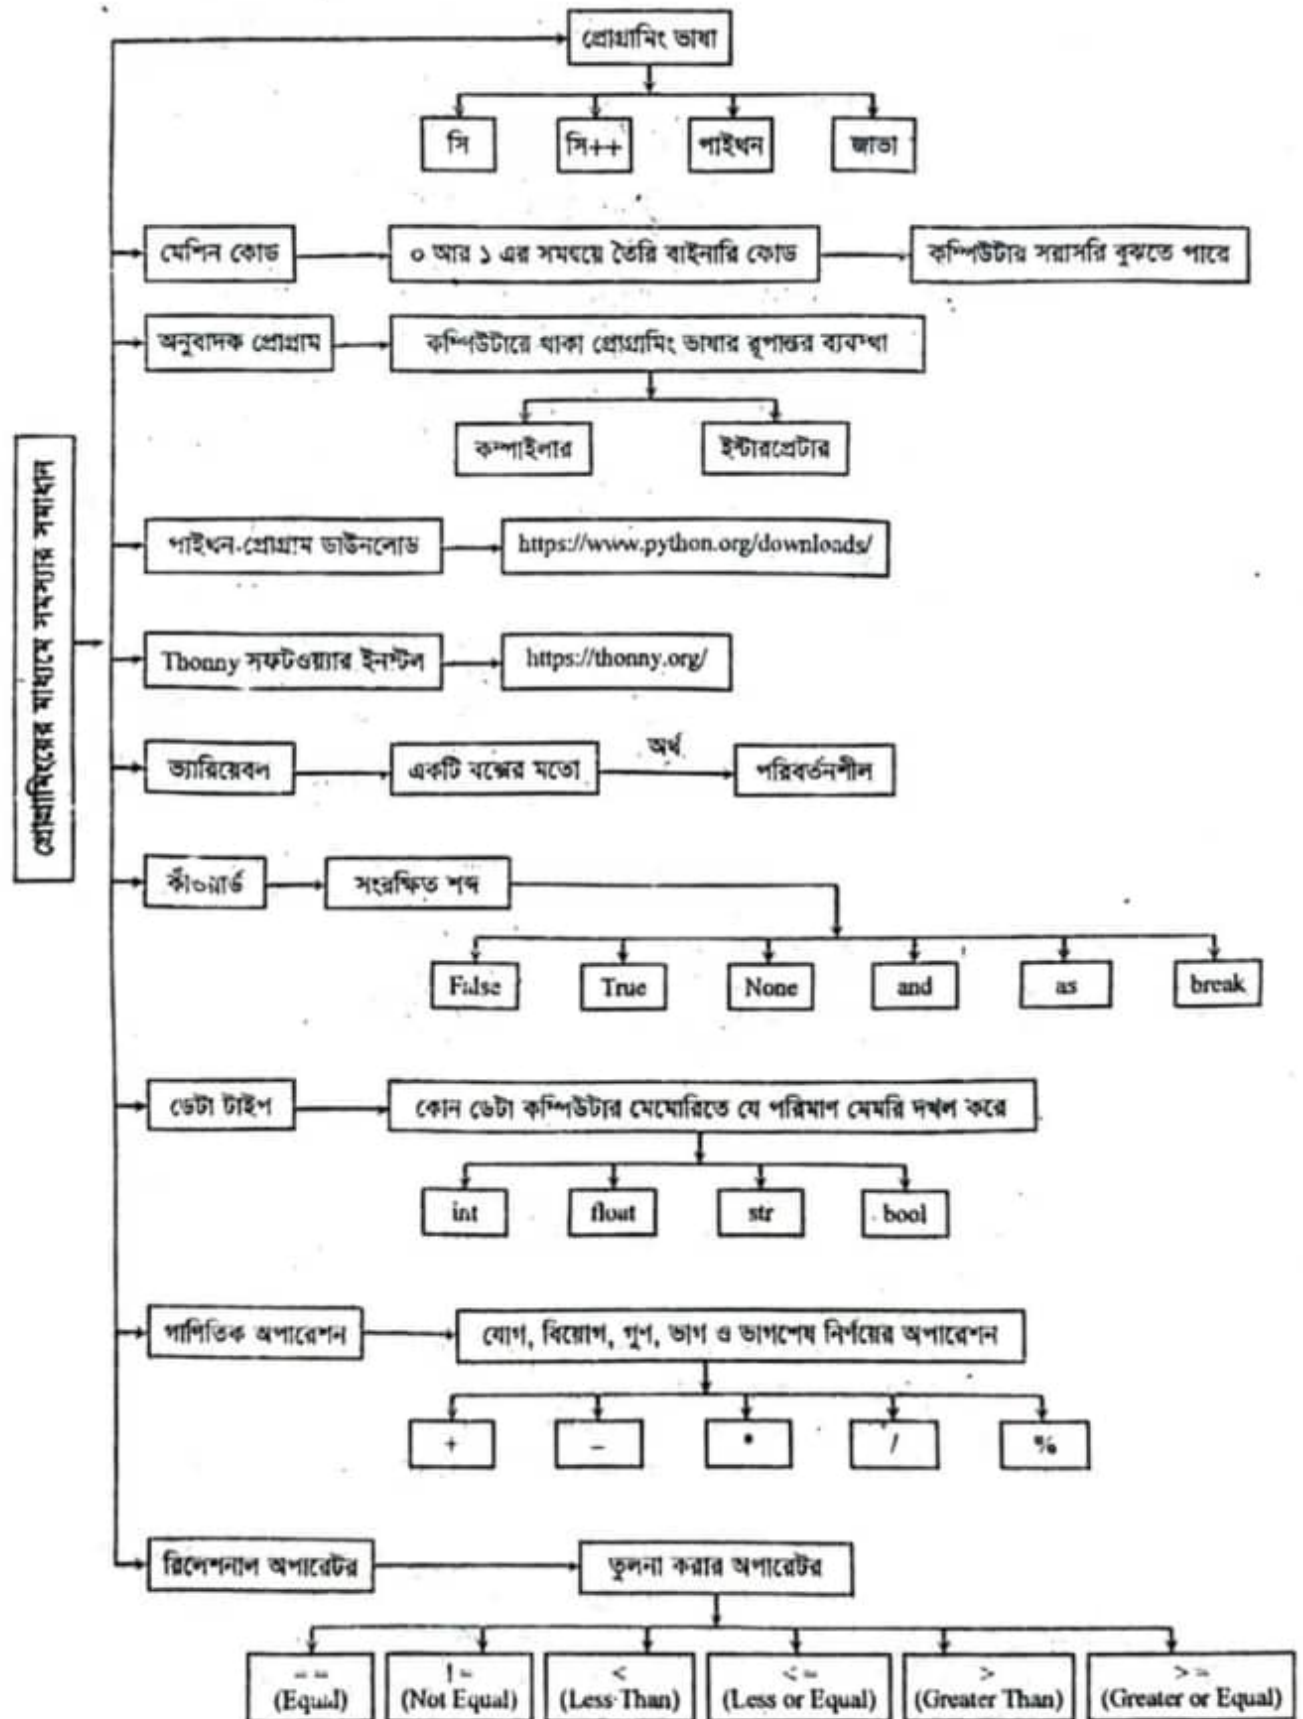 প্রোগ্রামিং ভাষা
সি
সি++
পাইথন
জাভা
মেশিন কোড
০ আর ১ এর সমন্বয়ে তৈরি বাইনারি কোড
কম্পিউটার সরাসরি বুঝতে পারে
অনুবাদক প্রোগ্রাম
কম্পিউটারে থাকা প্রোগ্রামিং ভাষার রূপান্তর ব্যবস্থা
কম্পাইলার
ইন্টারপ্রেটার
প্রোগ্রামিংয়ের মাধ্যমে সমস্যার সমাধান
পাইথন-প্রোগ্রাম ডাউনলোড
https://www.python.org/downloads/
Thonny সফটওয়্যার ইনস্টল
https://thonny.org/
ভ্যারিয়েবল
একটি বক্সের মতো
অর্থ
পরিবর্তনশীল
কীওয়ার্ড
সংরক্ষিত শব্দ
False
True
None
and
as
break
ডেটা টাইপ
কোন ডেটা কম্পিউটার মেমোরিতে যে পরিমাণ মেমরি দখল করে
int
float
str
bool
গাণিতিক অপারেশন
যোগ, বিয়োগ, গুণ, ভাগ ও ভাগশেষ নির্ণয়ের অপারেশন
+
–
*
/
%
রিলেশনাল অপারেটর
তুলনা করার অপারেটর
==
(Equal)
!=
(Not Equal)
<
(Less Than)
<=
(Less or Equal)
>
(Greater Than)
>=
(Greater or Equal)